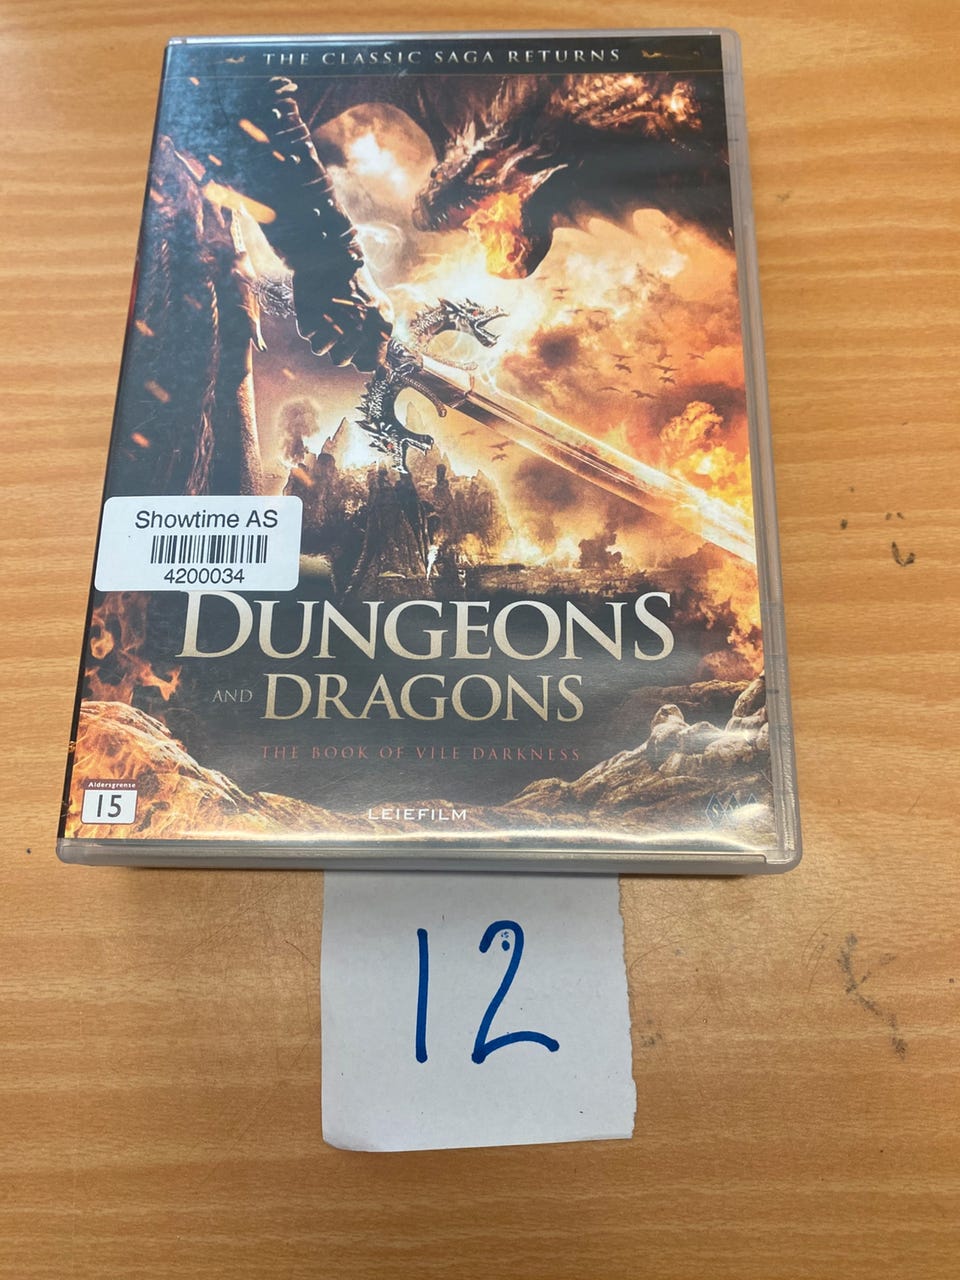 THE CLASSIC SAGA RETURNS
Showtime AS
4200034
DUNGEONS
AND DRAGONS
THE BOOK OF VILE DARKNESS
Aldersgrense
15
LEIEFILM
12